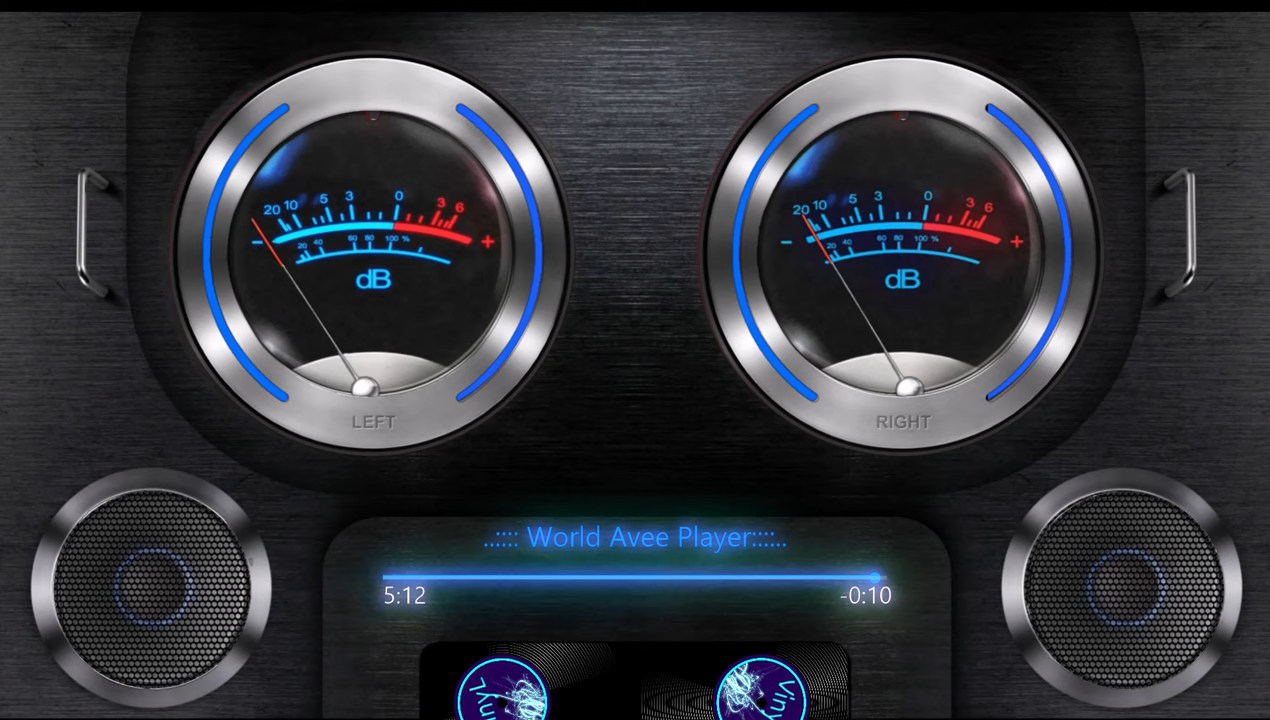 20 10 5 3 0 3 6
- +
20 40 60 80 100 %
dB
LEFT
20 10 5 3 0 3 6
- +
20 40 60 80 100 %
dB
RIGHT
..:::: World Avee Player::::..
5:12 -0:10
Vinyl